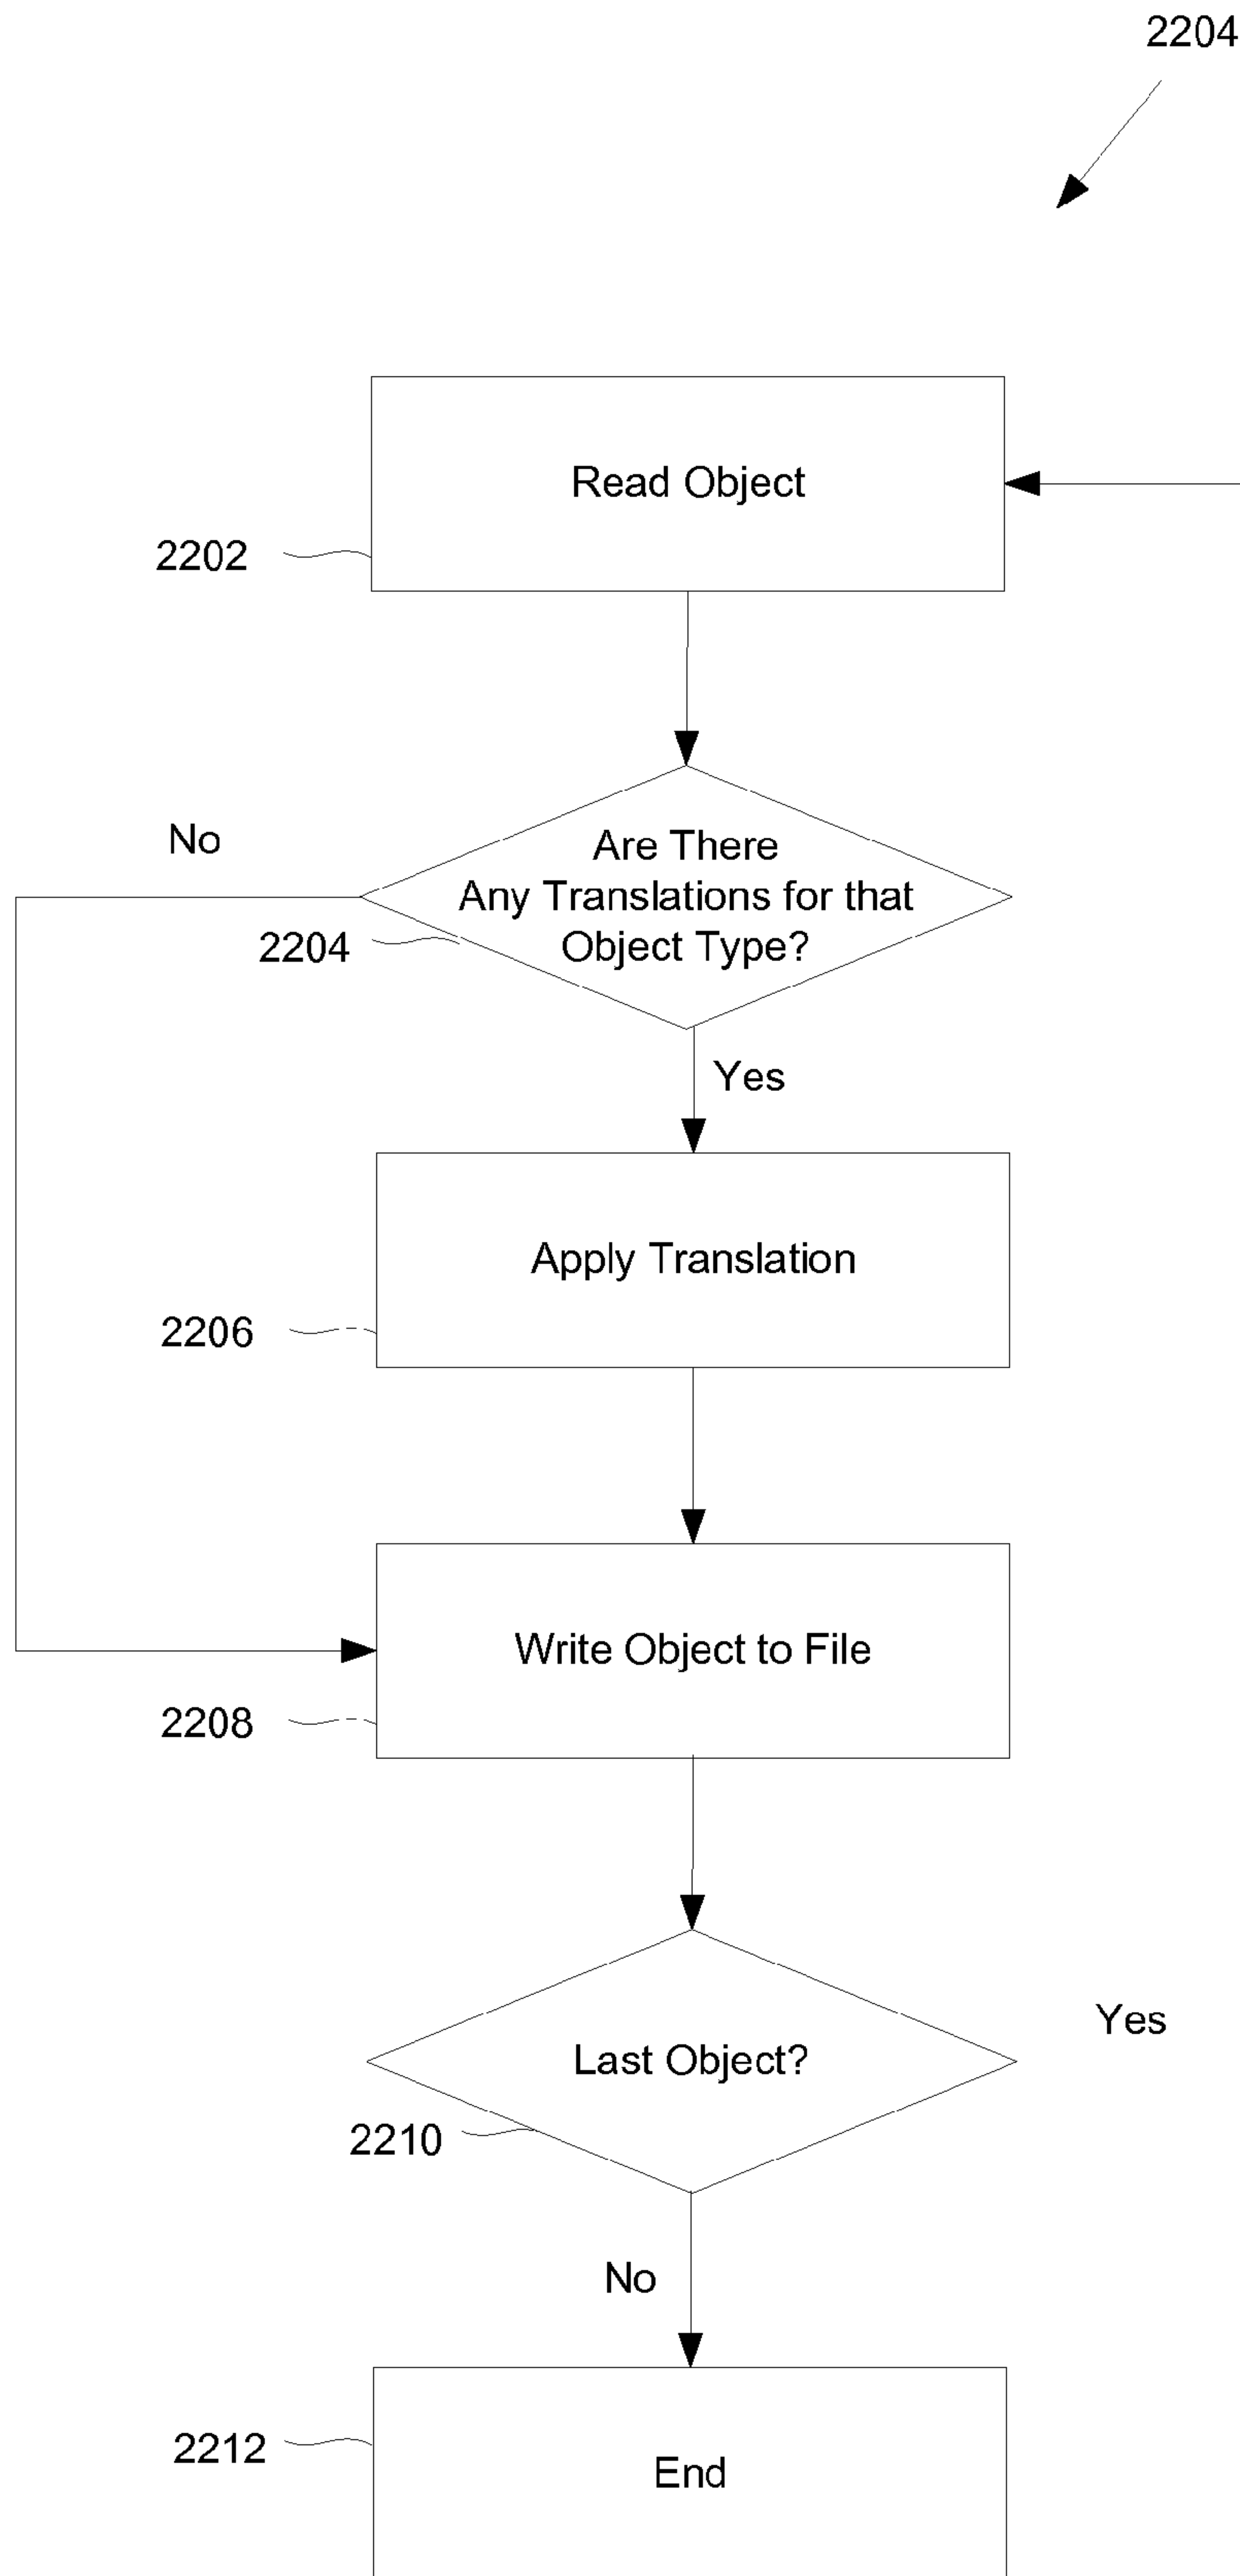 2204
Read Object
2202
No
Are There
Any Translations for that
Object Type?
2204
Yes
Apply Translation
2206
Write Object to File
2208
Yes
Last Object?
2210
No
2212
End